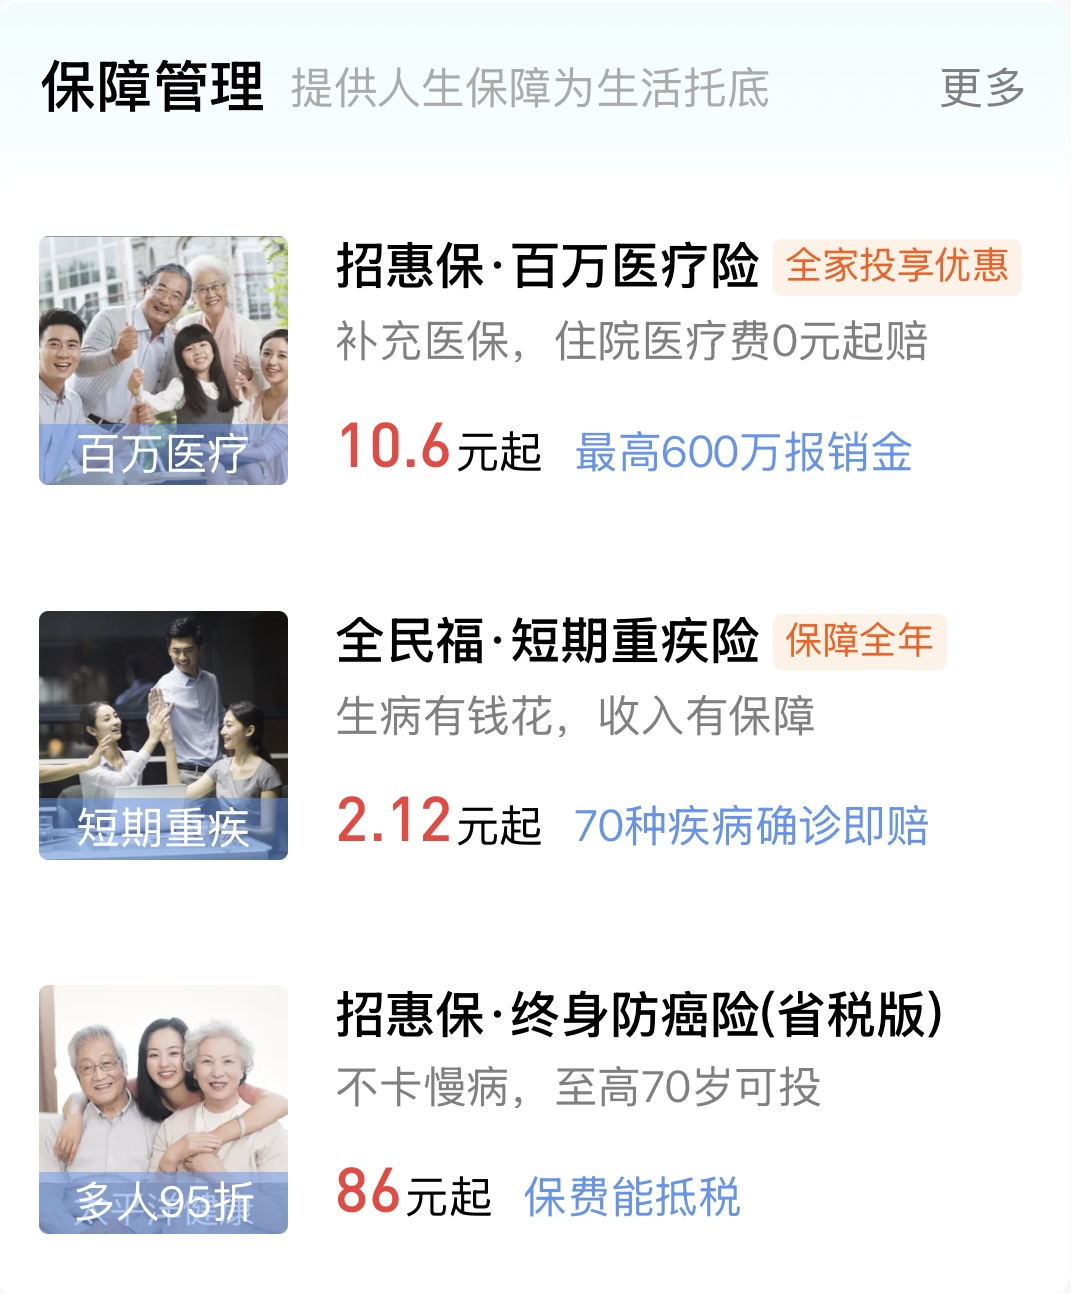 保障管理 提供人生保障为生活托底 更多
招惠保·百万医疗险 全家投享优惠
补充医保，住院医疗费0元起赔
10.6元起 最高600万报销金
百万医疗
全民福·短期重疾险 保障全年
生病有钱花，收入有保障
2.12元起 70种疾病确诊即赔
短期重疾
招惠保·终身防癌险(省税版)
不卡慢病，至高70岁可投
86元起 保费能抵税
多人95折